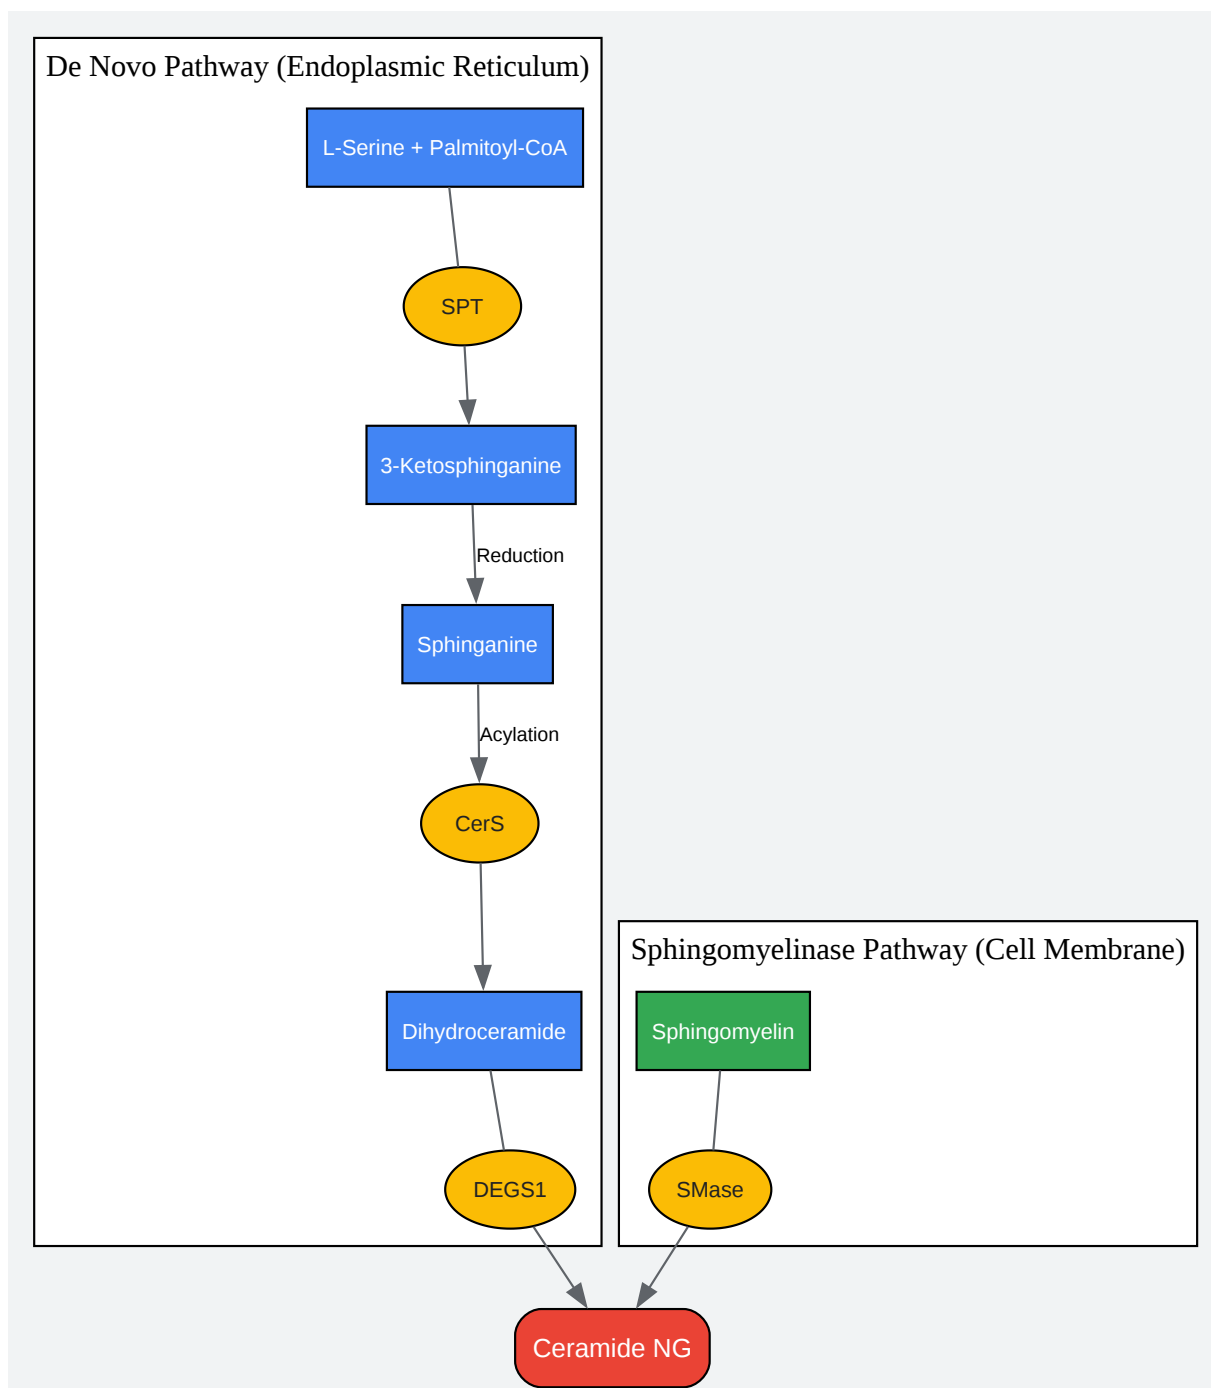 De Novo Pathway (Endoplasmic Reticulum)
L-Serine + Palmitoyl-CoA
SPT
3-Ketosphinganine
Reduction
Sphinganine
Acylation
CerS
Dihydroceramide
DEGS1
Sphingomyelinase Pathway (Cell Membrane)
Sphingomyelin
SMase
Ceramide NG